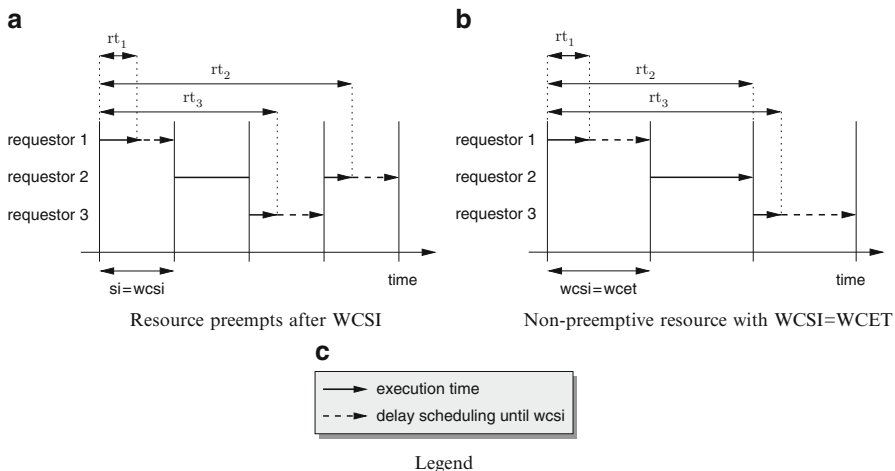 a
rt1
rt2
rt3
requestor 1
requestor 2
requestor 3
time
si=wcsi
Resource preempts after WCSI
b
rt1
rt2
rt3
requestor 1
requestor 2
requestor 3
time
wcsi=wcet
Non-preemptive resource with WCSI=WCET
c
execution time
delay scheduling until wcsi
Legend